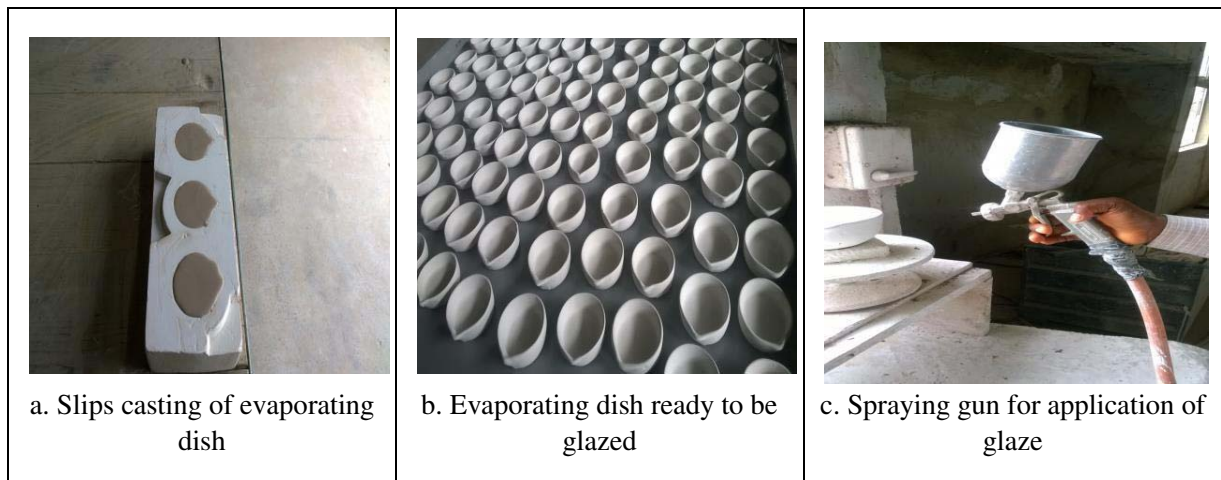 a. Slips casting of evaporating
dish
b. Evaporating dish ready to be
glazed
c. Spraying gun for application of
glaze